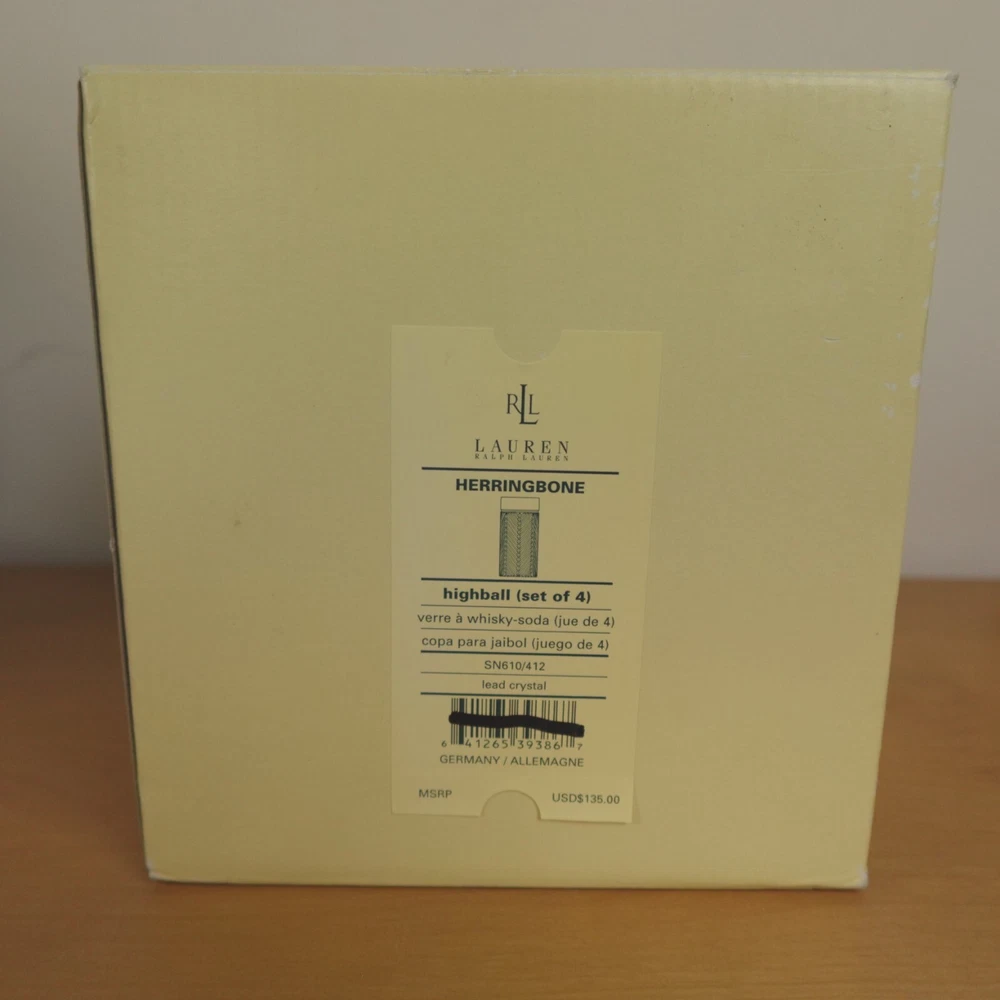 RLL
LAUREN
RALPH LAUREN
HERRINGBONE
highball (set of 4)
verre à whisky-soda (jue de 4)
copa para jaibol (juego de 4)
SN610/412
lead crystal
6 41265 39386 7
GERMANY / ALLEMAGNE
MSRP USD$135.00